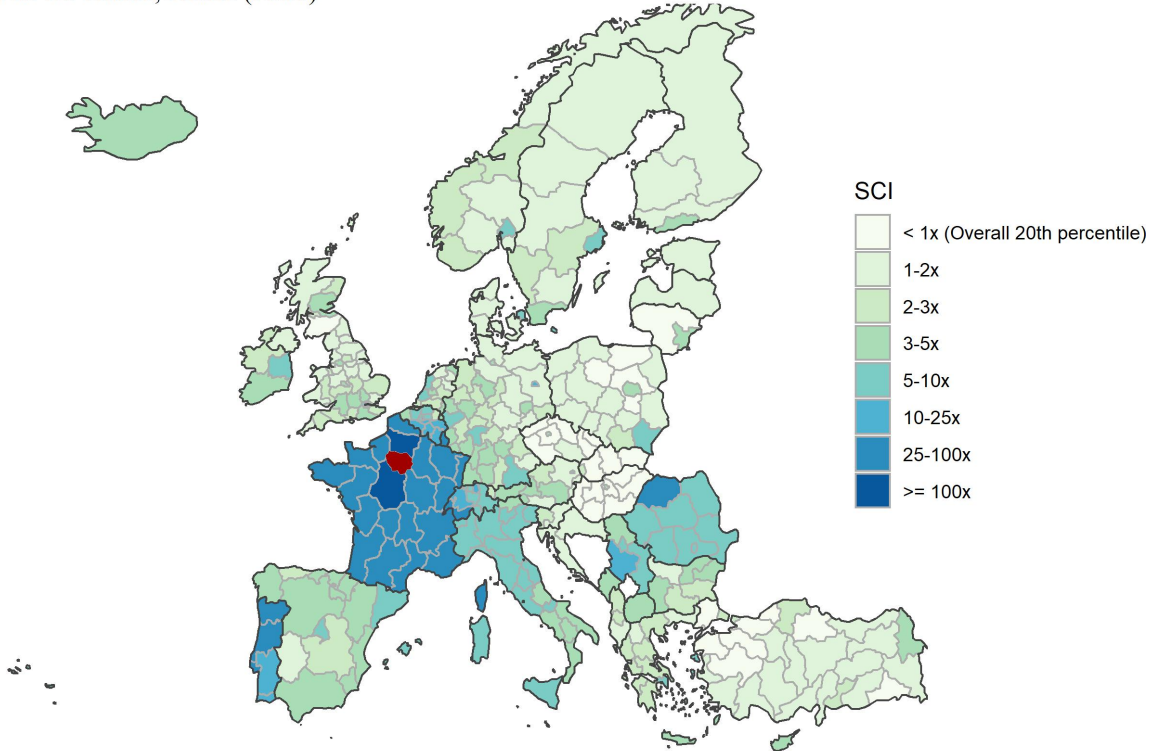 SCI
< 1x (Overall 20th percentile)
1-2x
2-3x
3-5x
5-10x
10-25x
25-100x
>= 100x